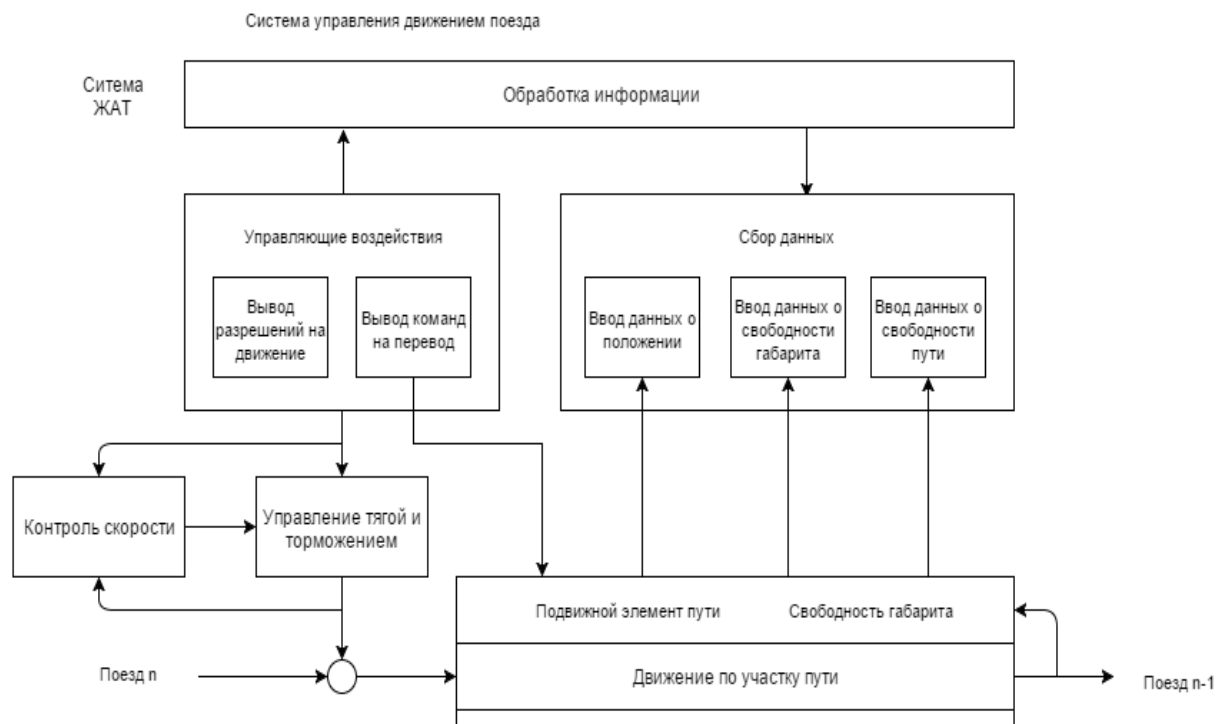 Система управления движением поезда
Ситема
ЖАТ
Обработка информации
Управляющие воздействия
Сбор данных
Вывод
разрешений на
движение
Вывод команд
на перевод
Ввод данных о
положении
Ввод данных о
свободности
габарита
Ввод данных о
свободности
пути
Контроль скорости
Управление тягой и
торможением
Подвижной элемент пути
Свободность габарита
Поезд n
Движение по участку пути
Поезд n-1